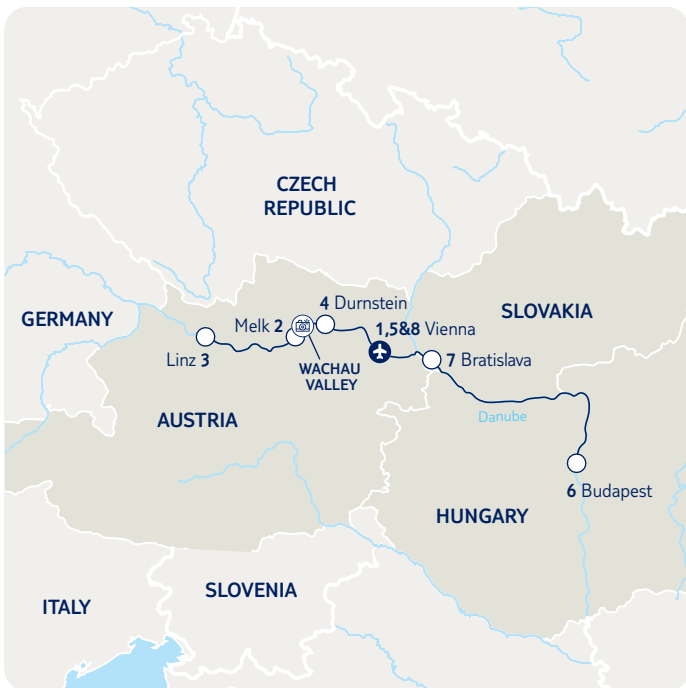 CZECH
REPUBLIC
4 Durnstein
GERMANY
Melk 2
1,5&8 Vienna
SLOVAKIA
Linz 3
WACHAU
VALLEY
7 Bratislava
AUSTRIA
Danube
6 Budapest
HUNGARY
SLOVENIA
ITALY